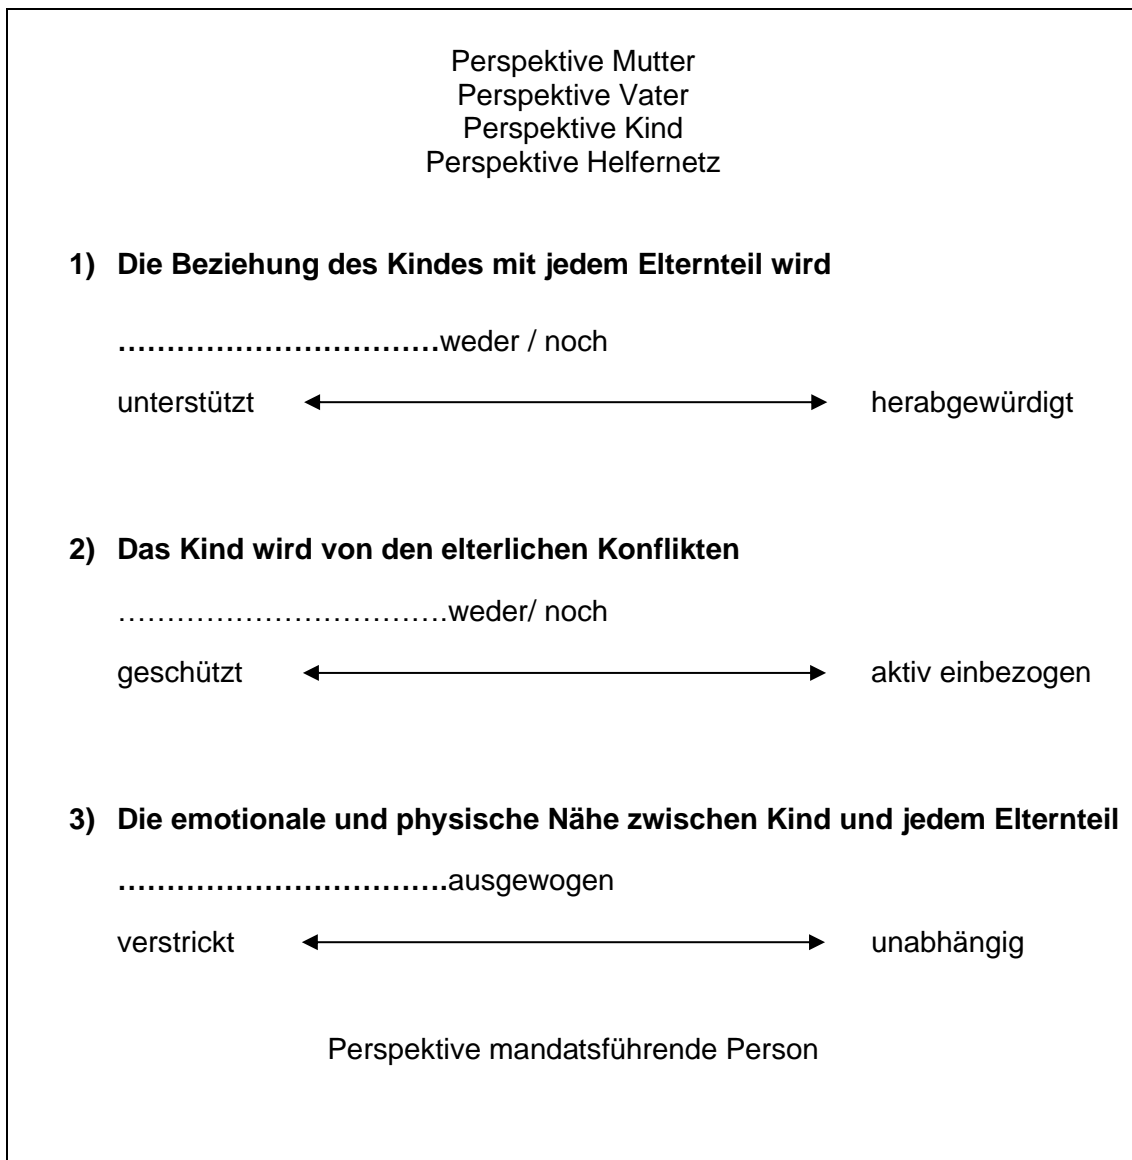 Perspektive Mutter
Perspektive Vater
Perspektive Kind
Perspektive Helfernetz
1) Die Beziehung des Kindes mit jedem Elternteil wird
……………………………weder / noch
unterstützt herabgewürdigt
2) Das Kind wird von den elterlichen Konflikten
…………………………….weder/ noch
geschützt aktiv einbezogen
3) Die emotionale und physische Nähe zwischen Kind und jedem Elternteil
…………………………….ausgewogen
verstrickt unabhängig
Perspektive mandatsführende Person